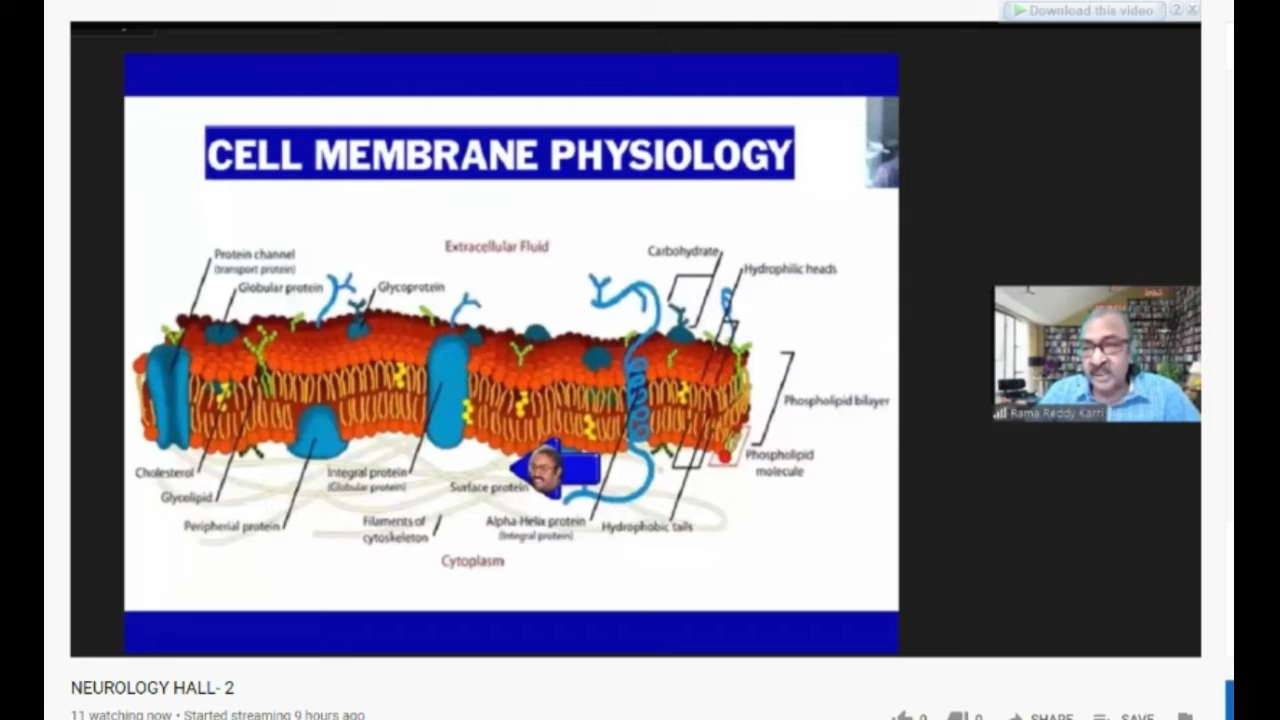 Download this video ? X
CELL MEMBRANE PHYSIOLOGY
Extracellular Fluid
Protein channel
(transport protein)
Globular protein
Glycoprotein
Carbohydrate
Hydrophilic heads
Phospholipid bilayer
Phospholipid
molecule
Cholesterol
Glycolipid
Peripherial protein
Integral protein
(Globular protein)
Filaments of
cytoskeleton
Surface protein
Alpha-Helix protein
(Integral protein)
Hydrophobic tails
Cytoplasm
Rama Reddy Karri
NEUROLOGY HALL- 2
11 watching now • Started streaming 9 hours ago
0 0 SHARE SAVE